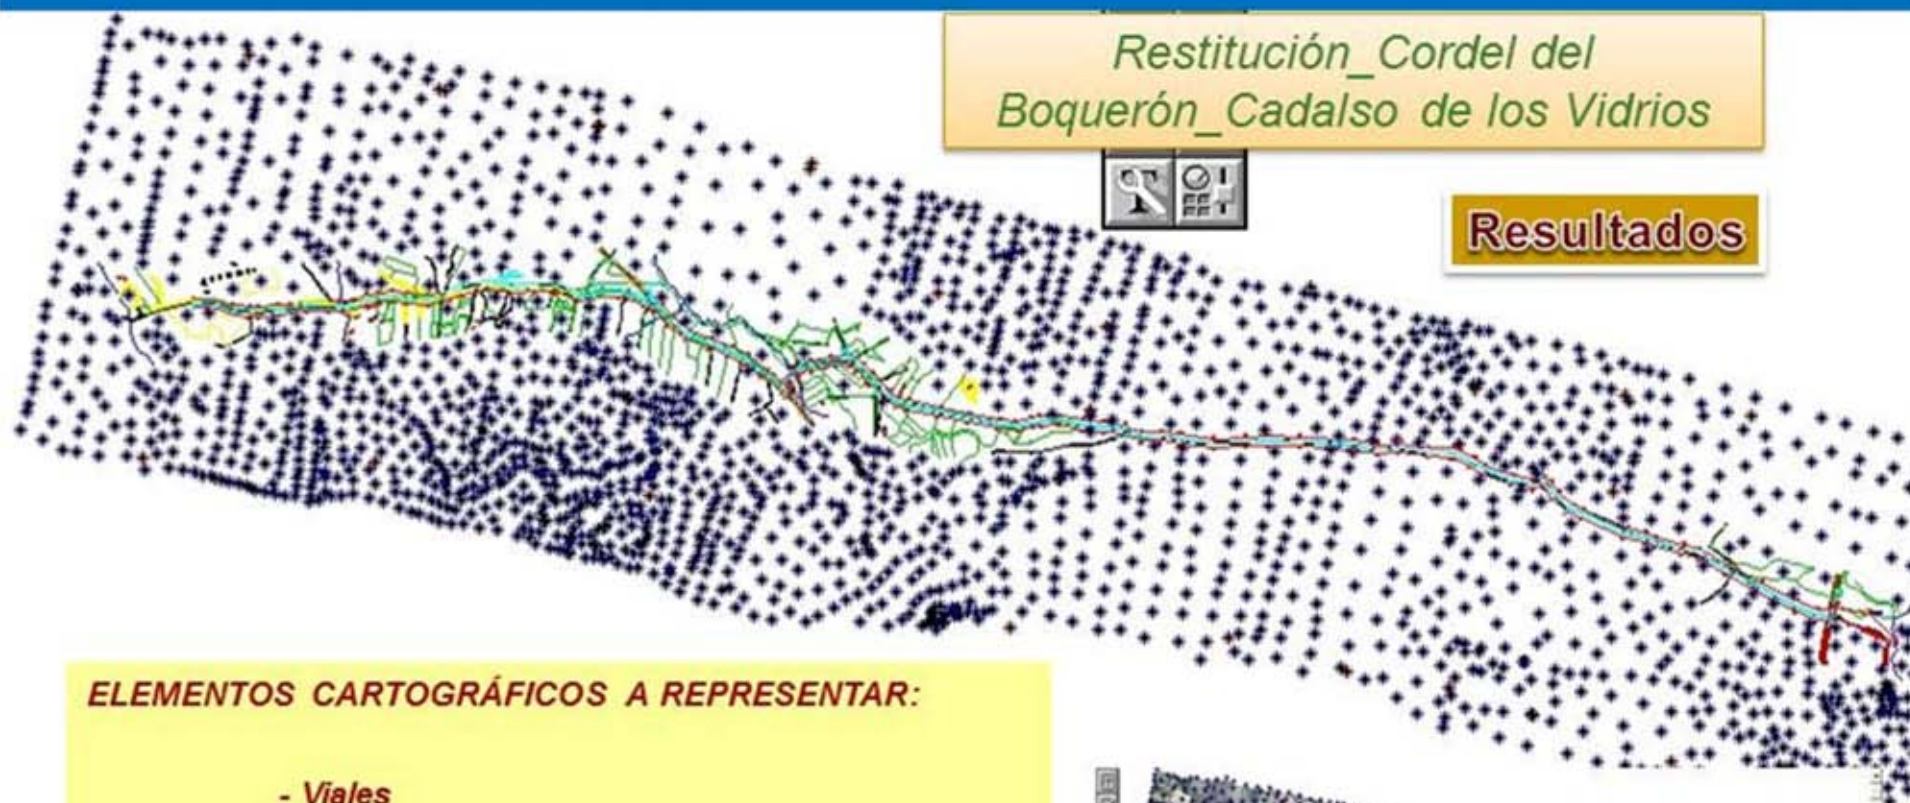 Restitución_Cordel del
Boquerón_Cadalso de los Vidrios
Resultados
ELEMENTOS CARTOGRÁFICOS A REPRESENTAR:
- Viales